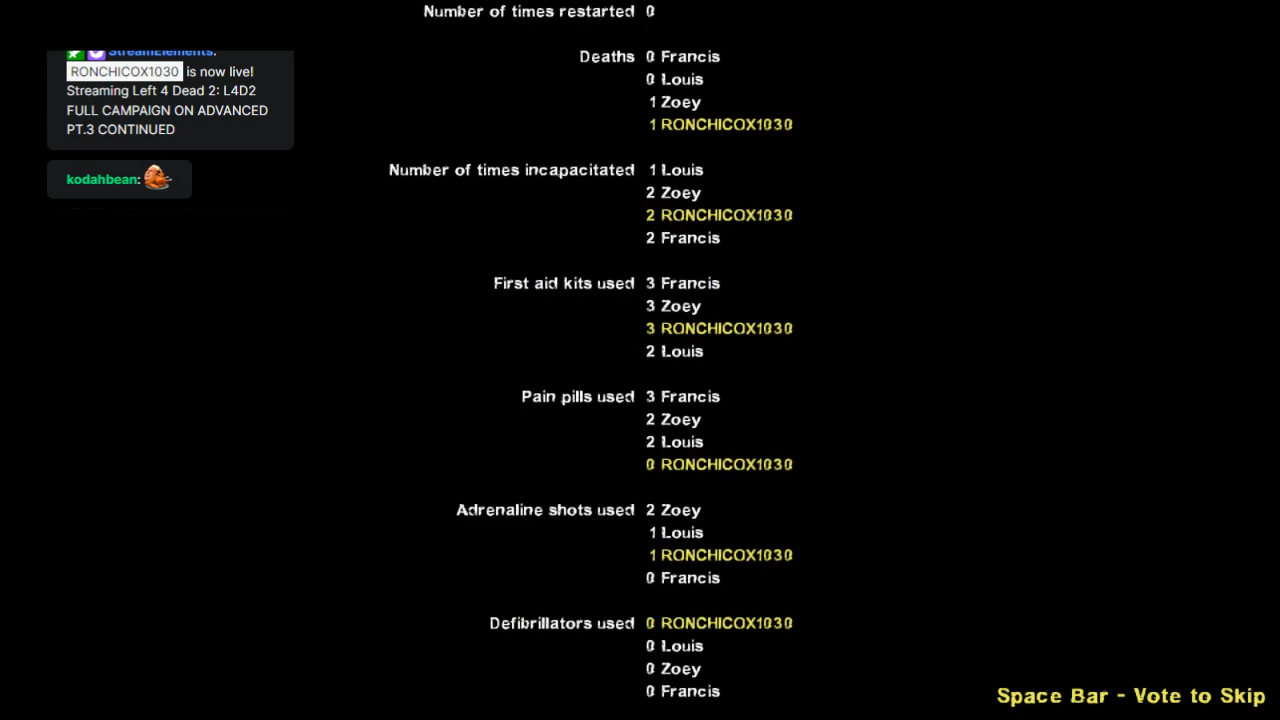 Number of times restarted 0
StreamElements:
RONCHICOX1030 is now live!
Streaming Left 4 Dead 2: L4D2
FULL CAMPAIGN ON ADVANCED
PT.3 CONTINUED
kodahbean:
Deaths 0 Francis
0 Louis
1 Zoey
1 RONCHICOX1030
Number of times incapacitated 1 Louis
2 Zoey
2 RONCHICOX1030
2 Francis
First aid kits used 3 Francis
3 Zoey
3 RONCHICOX1030
2 Louis
Pain pills used 3 Francis
2 Zoey
2 Louis
0 RONCHICOX1030
Adrenaline shots used 2 Zoey
1 Louis
1 RONCHICOX1030
0 Francis
Defibrillators used 0 RONCHICOX1030
0 Louis
0 Zoey
0 Francis
Space Bar - Vote to Skip